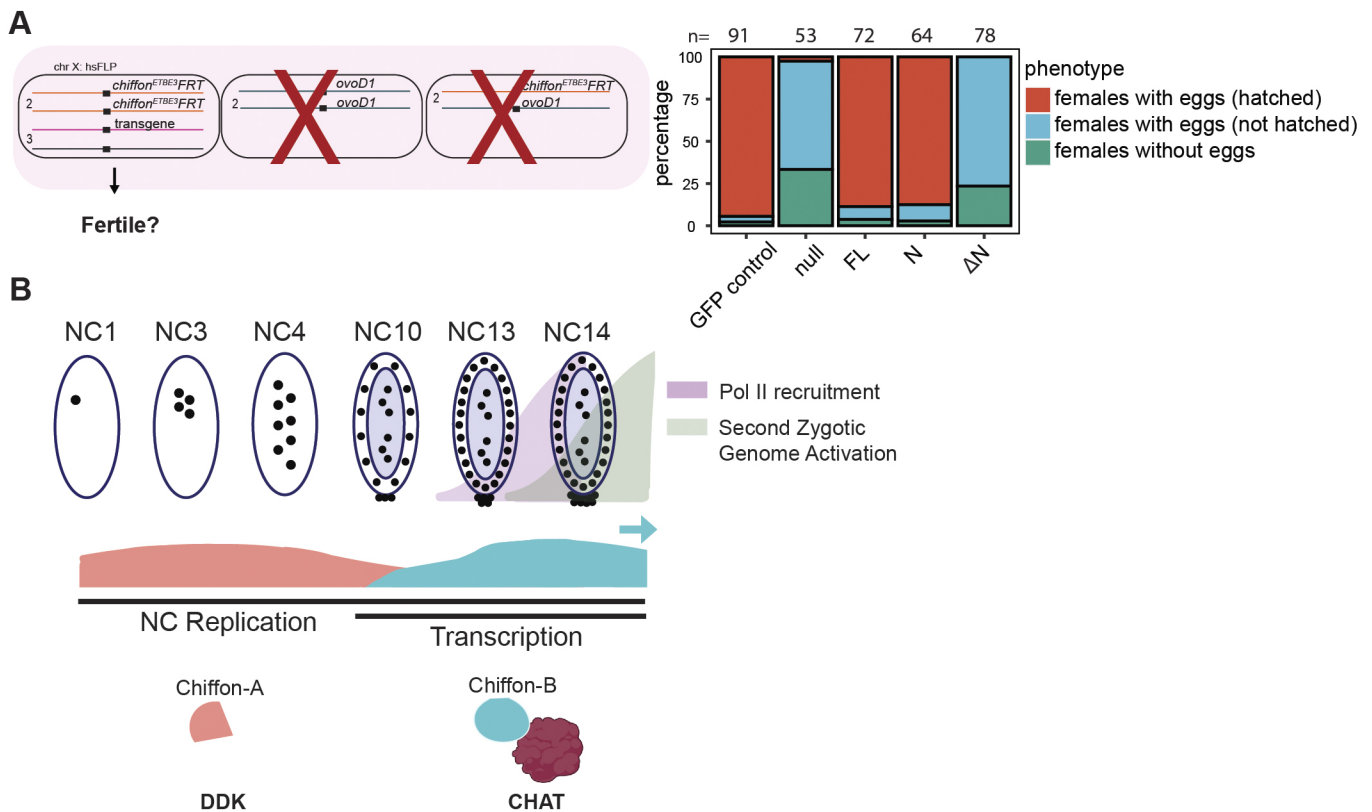 A
chr X: hsFLP
chiffonETBE3FRT
2
chiffonETBE3FRT
transgene
3
ovoD1
2
ovoD1
2
chiffonETBE3FRT
ovoD1
Fertile?
n= 91 53 72 64 78
percentage
100
75
50
25
0
GFP control
null
FL
N
ΔN
phenotype
females with eggs (hatched)
females with eggs (not hatched)
females without eggs
B
NC1 NC3 NC4 NC10 NC13 NC14
Pol II recruitment
Second Zygotic
Genome Activation
NC Replication
Transcription
Chiffon-A
Chiffon-B
DDK
CHAT